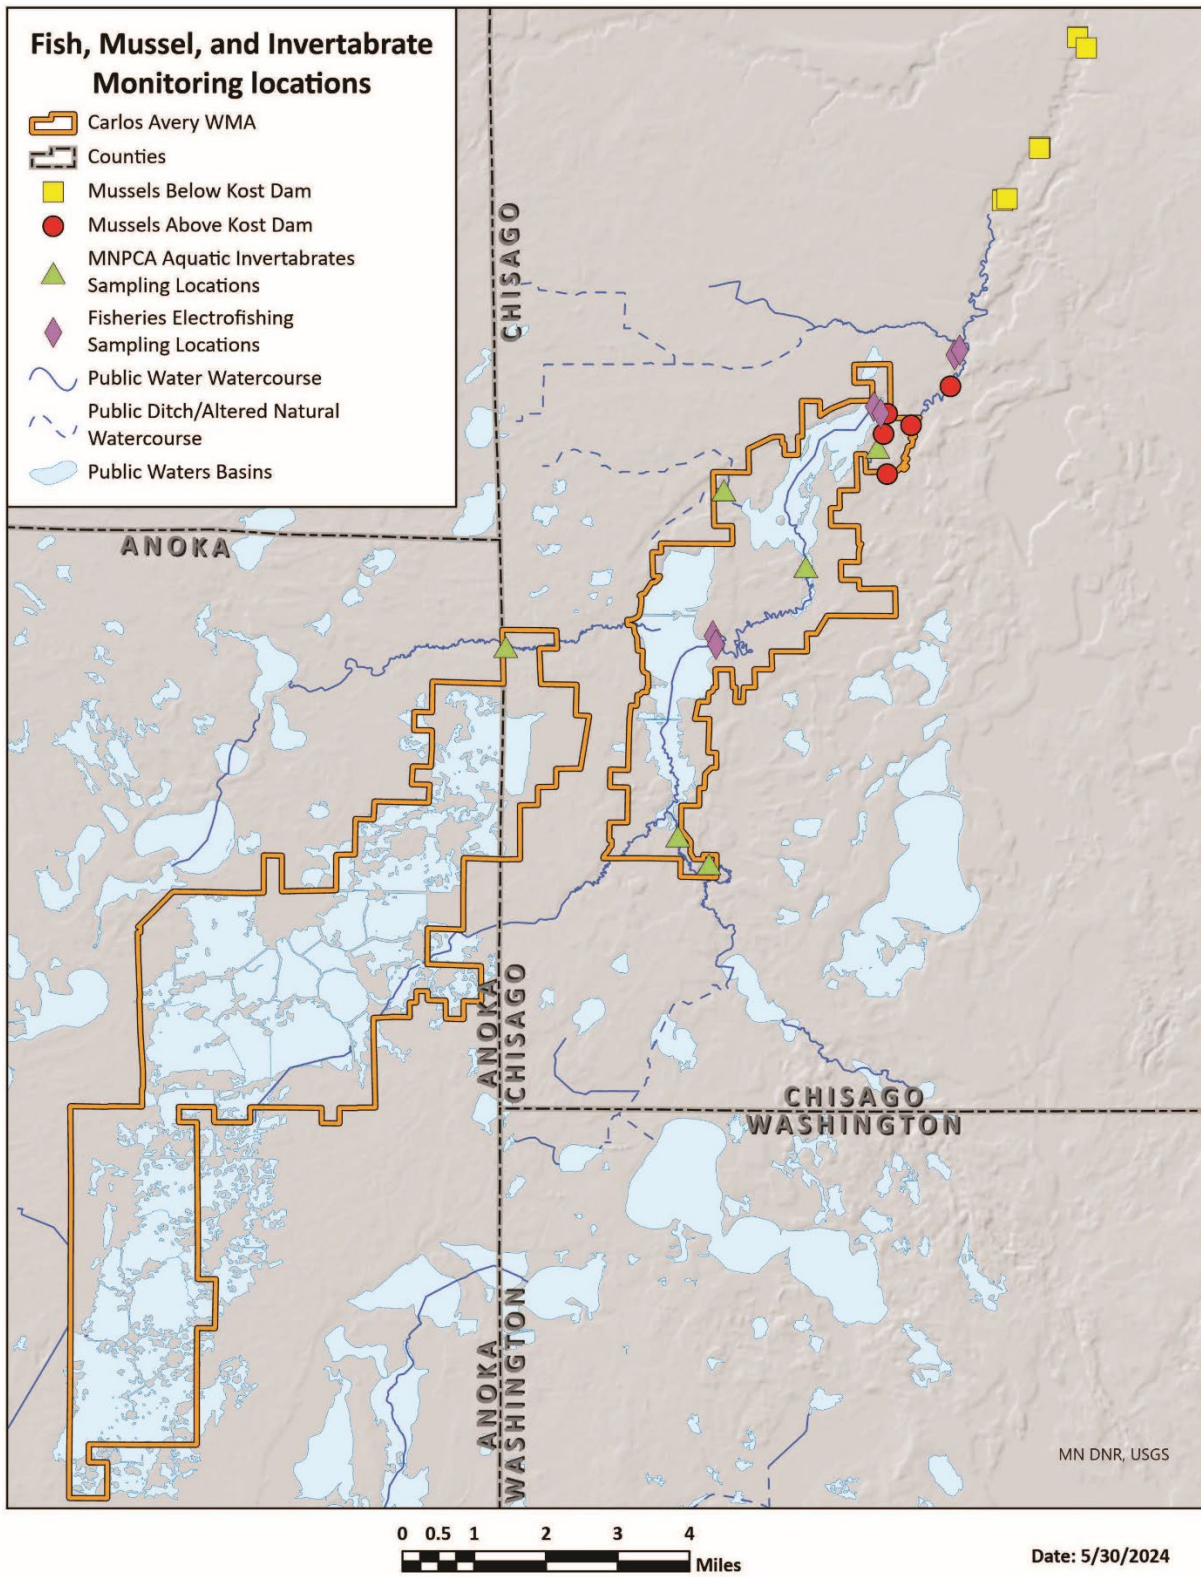 Fish, Mussel, and Invertabrate
Monitoring locations
Carlos Avery WMA
Counties
Mussels Below Kost Dam
Mussels Above Kost Dam
MNPCA Aquatic Invertabrates
Sampling Locations
Fisheries Electrofishing
Sampling Locations
Public Water Watercourse
Public Ditch/Altered Natural
Watercourse
Public Waters Basins
CHISAGO
ANOKA
ANOKA
CHISAGO
CHISAGO
WASHINGTON
ANOKA
WASHINGTON
MN DNR, USGS
0 0.5 1 2 3 4
Miles
Date: 5/30/2024